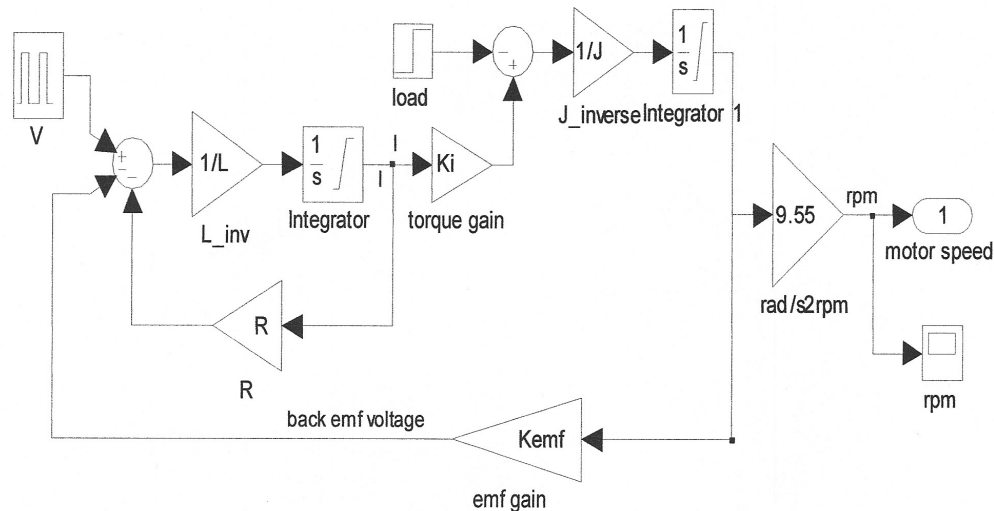 V
+
−
−
1/L
L_inv
1
s
Integrator
I
I
Ki
torque gain
load
−
+
1/J
J_inverse
1
s
Integrator 1
9.55
rad/s2rpm
rpm
1
motor speed
rpm
R
R
back emf voltage
Kemf
emf gain